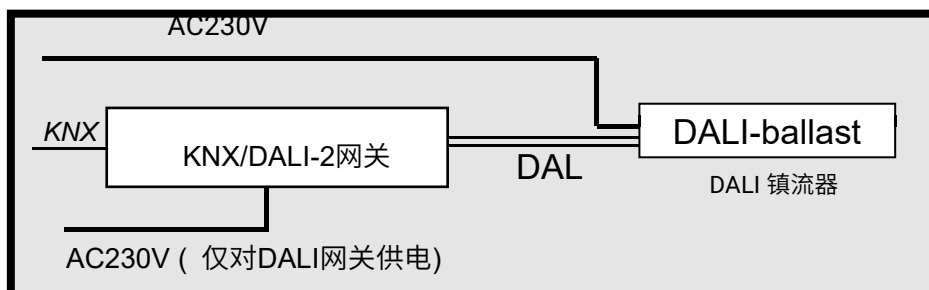 AC230V
KNX
KNX/DALI-2网关
DAL
DALI-ballast
DALI 镇流器
AC230V ( 仅对DALI网关供电)